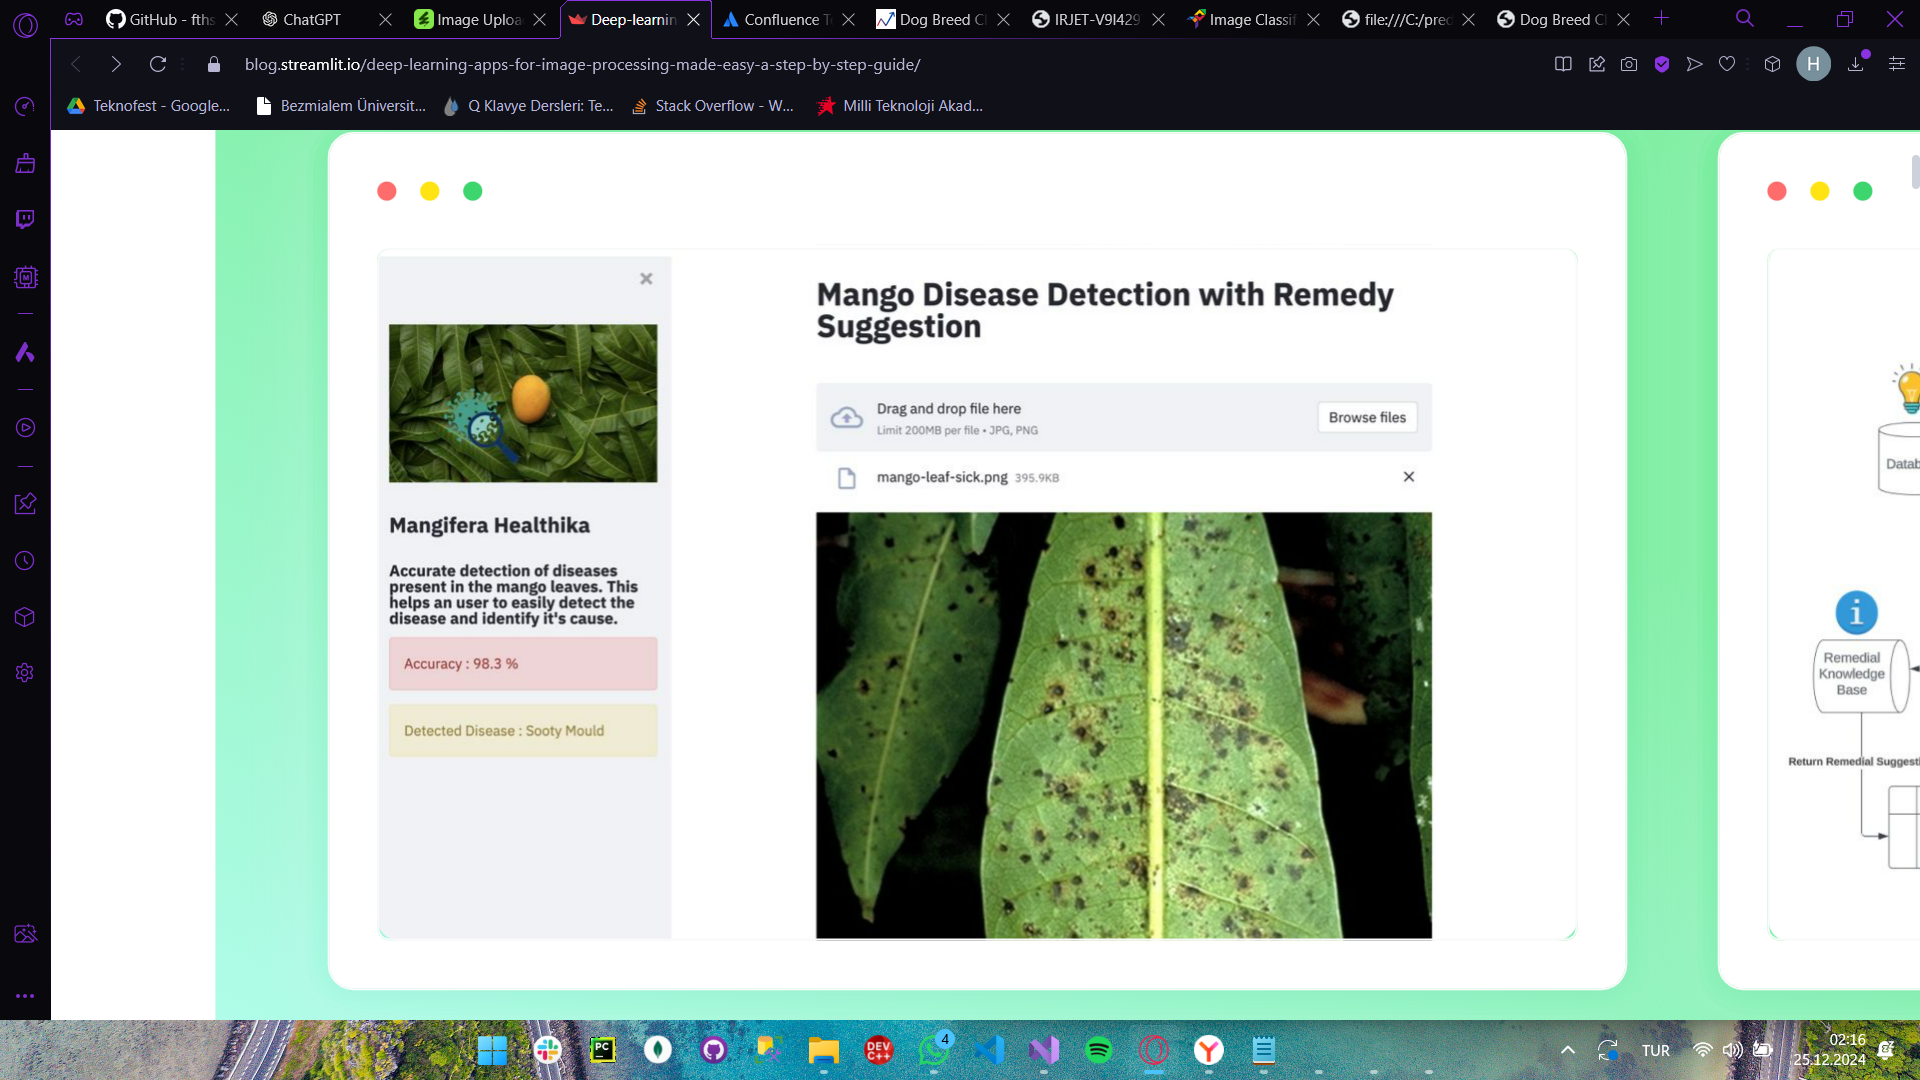 GitHub - fths
ChatGPT
Image Uploa
Deep-learnin
Confluence Te
Dog Breed Cl
IRJET-V9I429
Image Classif
file:///C:/pred
Dog Breed Cl
blog.streamlit.io/deep-learning-apps-for-image-processing-made-easy-a-step-by-step-guide/
H
Teknofest - Google...
Bezmialem Üniversit...
Q Klavye Dersleri: Te...
Stack Overflow - W...
Milli Teknoloji Akad...
Mangifera Healthika
Accurate detection of diseases
present in the mango leaves. This
helps an user to easily detect the
disease and identify it's cause.
Accuracy : 98.3 %
Detected Disease : Sooty Mould
Mango Disease Detection with Remedy
Suggestion
Drag and drop file here
Limit 200MB per file • JPG, PNG
Browse files
mango-leaf-sick.png 395.9KB
Datab
Remedial
Knowledge
Base
Return Remedial Suggesti
PC
DEV
C++
4
TUR
02:16
25.12.2024